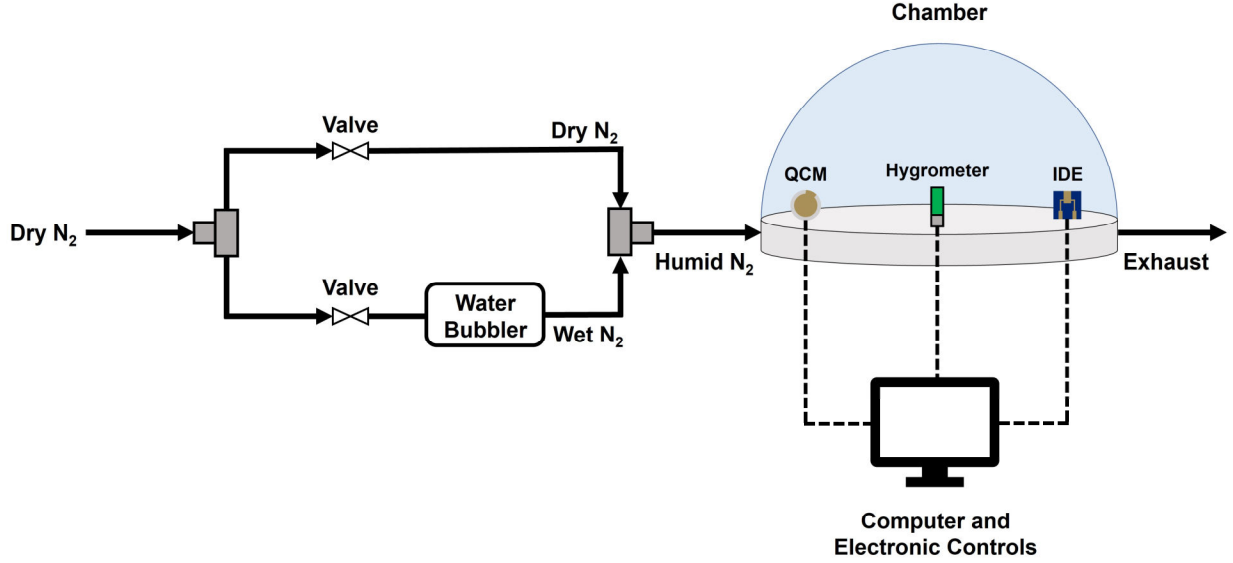 Chamber
Valve
Dry N₂
QCM
Hygrometer
IDE
Dry N₂
Humid N₂
Exhaust
Valve
Water
Bubbler
Wet N₂
Computer and
Electronic Controls